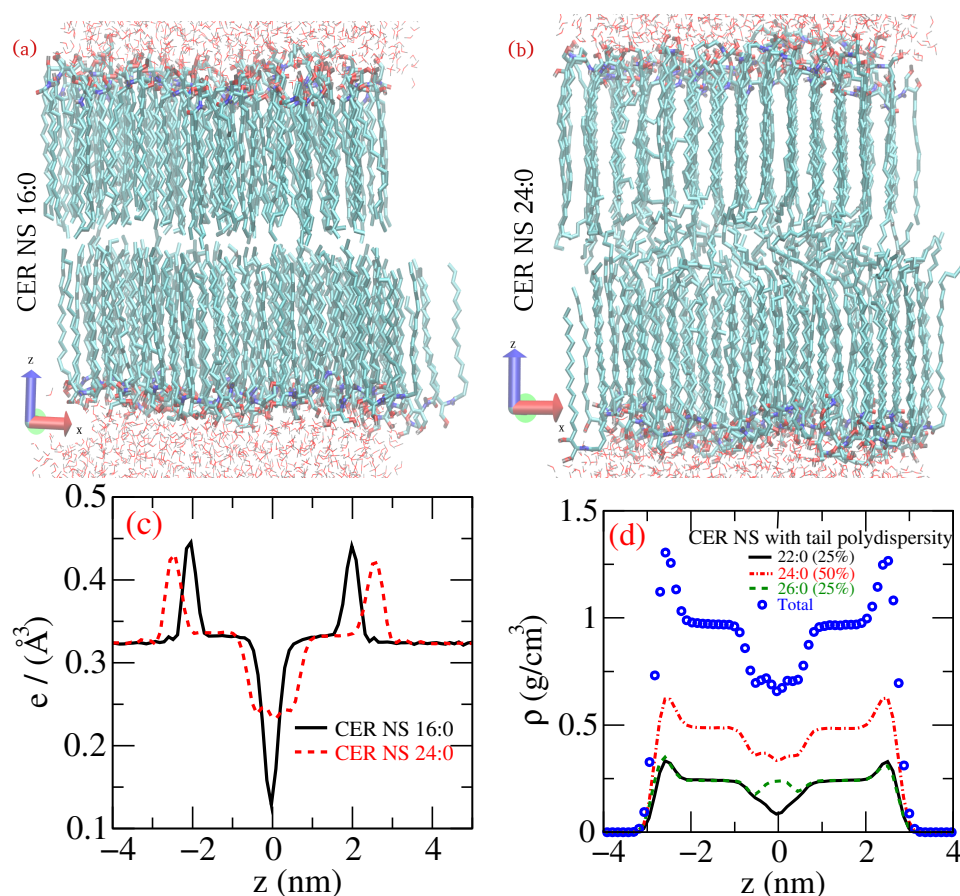 (a)
CER NS 16:0
z
x
(b)
CER NS 24:0
z
x
(c)
0.5
0.4
0.3
0.2
0.1
e / (Å³)
CER NS 16:0
CER NS 24:0
−4 −2 0 2 4
z (nm)
(d)
CER NS with tail polydispersity
22:0 (25%)
24:0 (50%)
26:0 (25%)
Total
1.5
1
0.5
0
ρ (g/cm³)
−4 −2 0 2 4
z (nm)